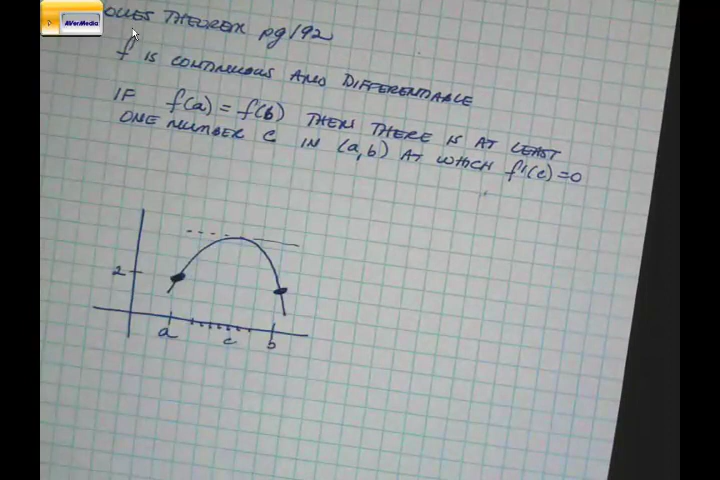 AVerMedia
OLLES THEOREM pg 192
f IS CONTINUOUS AND DIFFERENTIABLE
IF f(a) = f(b) THEN THERE IS AT LEAST
ONE NUMBER C IN (a,b) AT WHICH f'(c) = 0
2
a c b